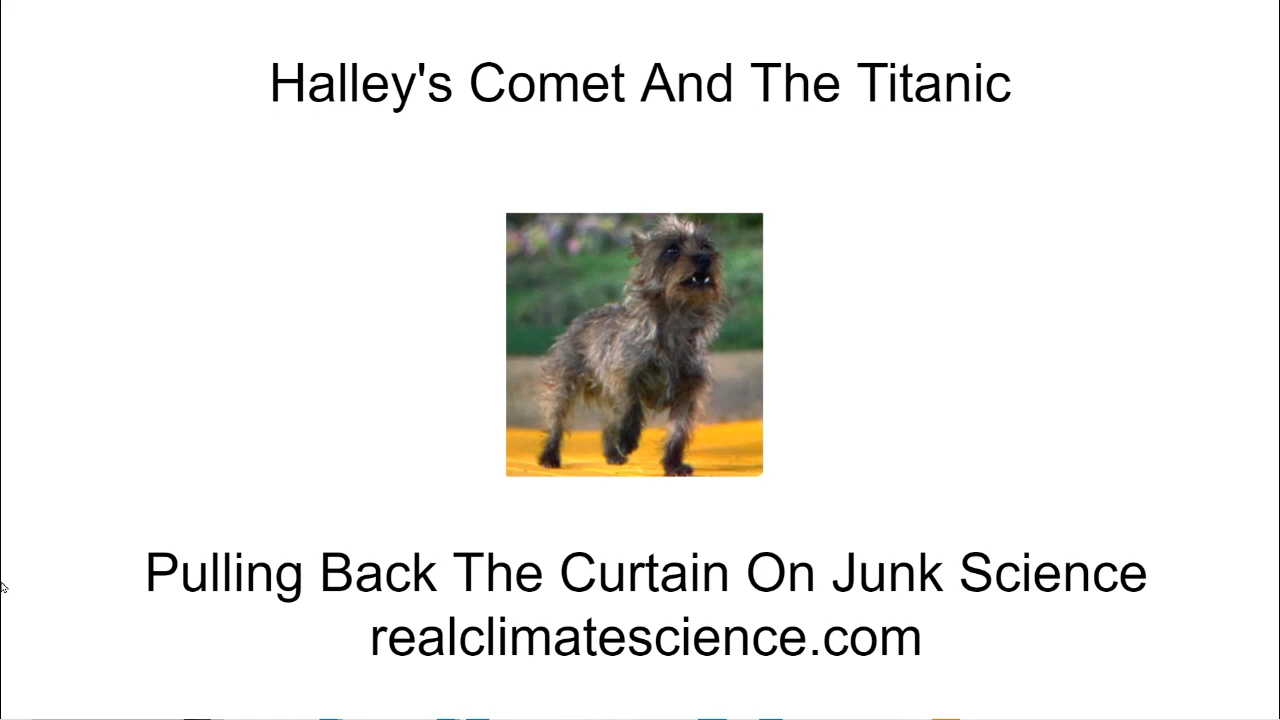 Halley's Comet And The Titanic
Pulling Back The Curtain On Junk Science
realclimatescience.com